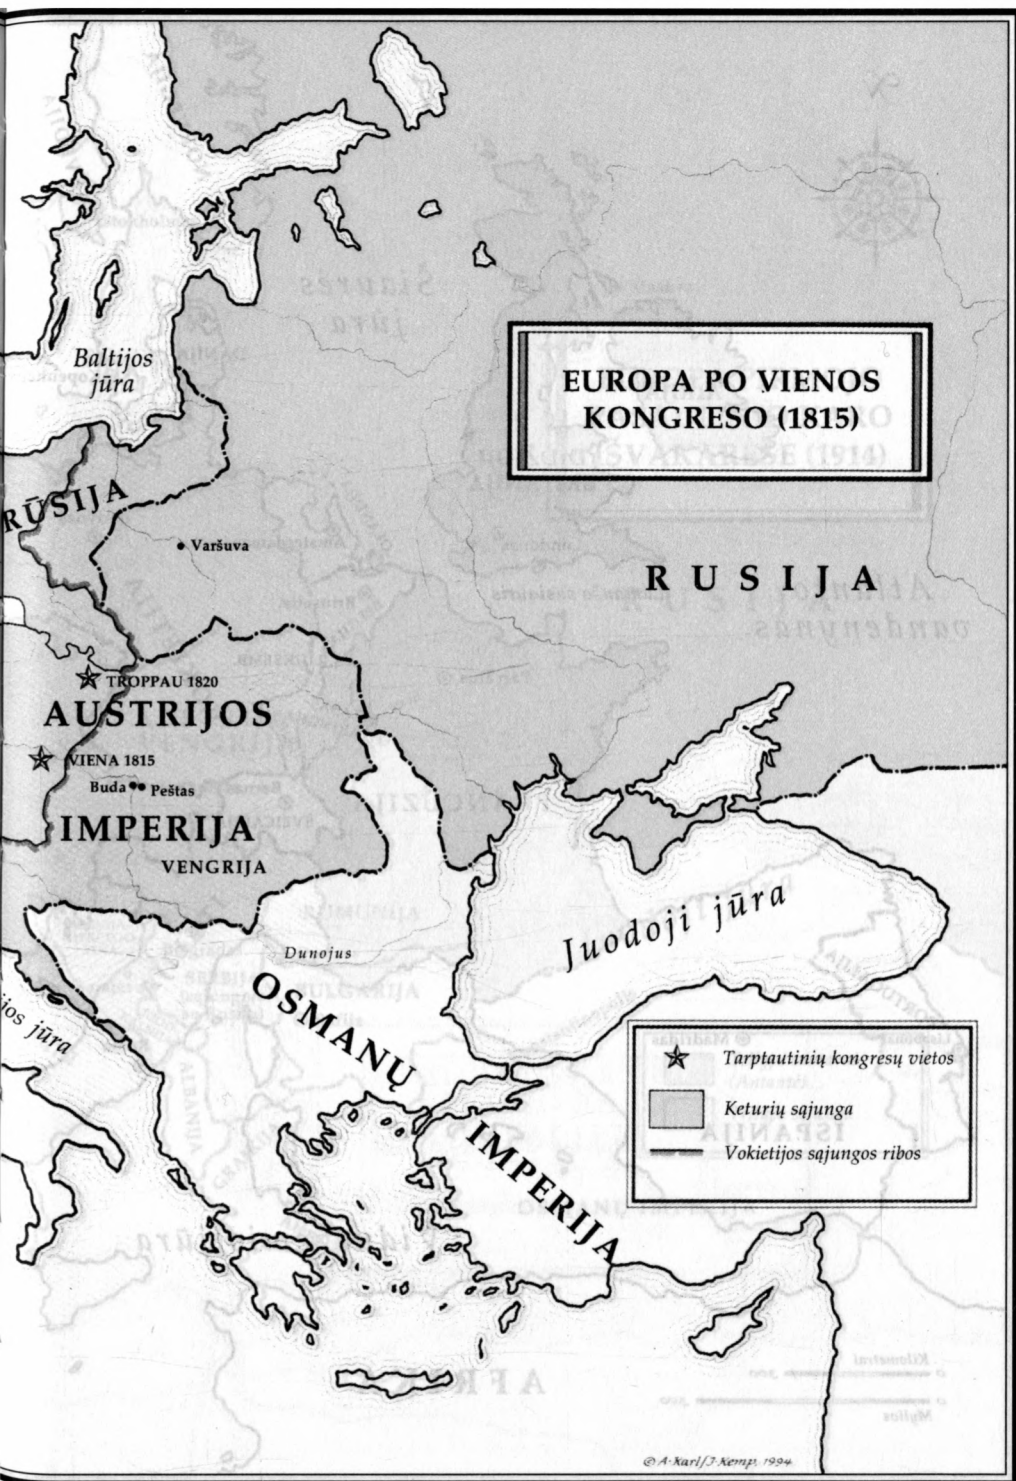 Baltijos
jūra
EUROPA PO VIENOS
KONGRESO (1815)
RŪSIJA
Varšuva
RUSIJA
TROPPAU 1820
AUSTRIJOS
VIENA 1815
Buda
Peštas
IMPERIJA
VENGRIJA
Juodoji jūra
Dunojus
OSMANŲ
IMPERIJA
jos jūra
Tarptautinių kongresų vietos
Keturių sąjunga
Vokietijos sąjungos ribos
© A·Karl/J·Kemp, 1994